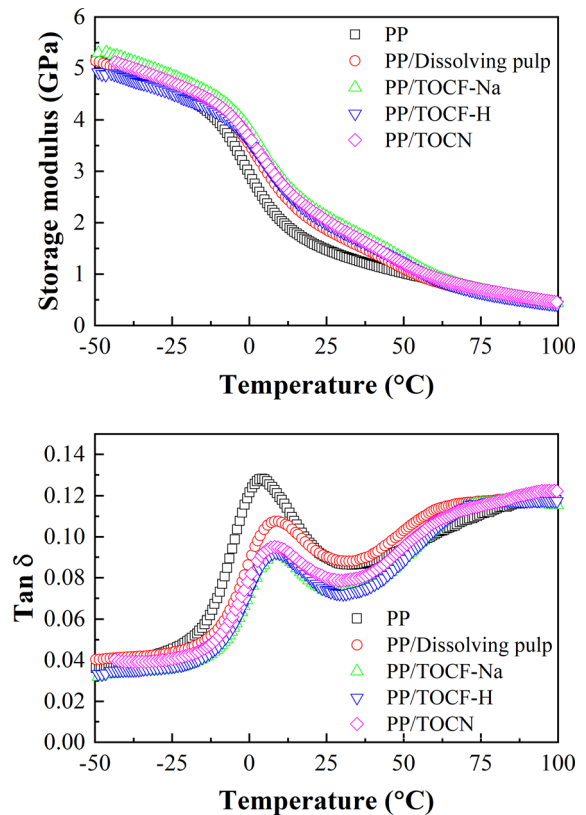 Storage modulus (GPa)
6
5
4
3
2
1
0
PP
PP/Dissolving pulp
PP/TOCF-Na
PP/TOCF-H
PP/TOCN
-50 -25 0 25 50 75 100
Temperature (°C)
Tan δ
0.14
0.12
0.10
0.08
0.06
0.04
0.02
0.00
PP
PP/Dissolving pulp
PP/TOCF-Na
PP/TOCF-H
PP/TOCN
-50 -25 0 25 50 75 100
Temperature (°C)